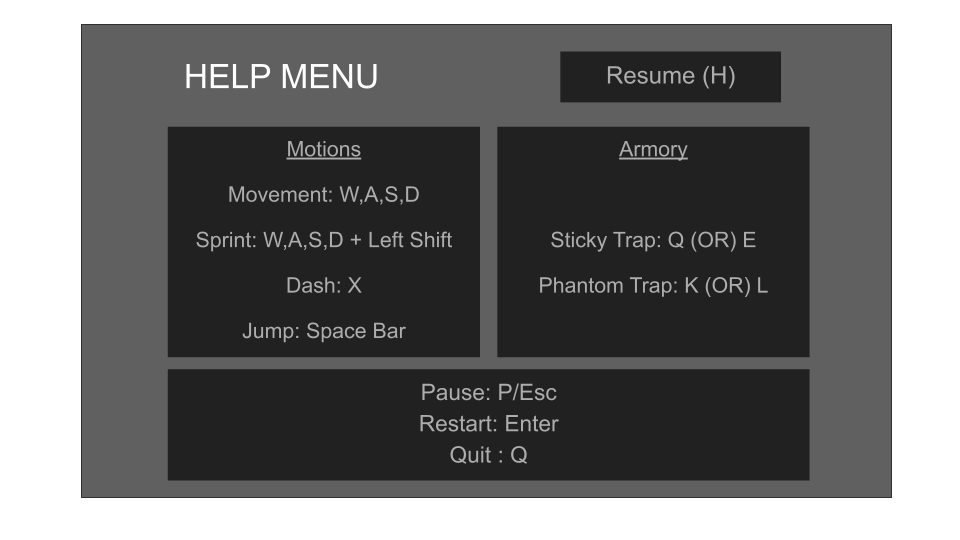 HELP MENU
Resume (H)
Motions
Movement: W,A,S,D
Sprint: W,A,S,D + Left Shift
Dash: X
Jump: Space Bar
Armory
Sticky Trap: Q (OR) E
Phantom Trap: K (OR) L
Pause: P/Esc
Restart: Enter
Quit : Q